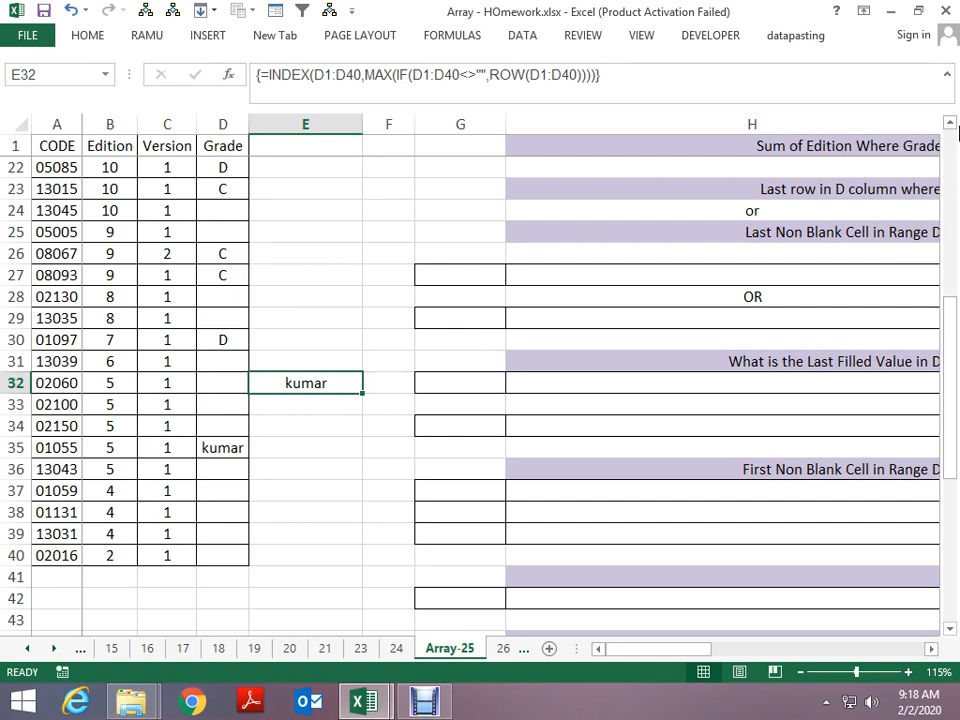 Array - HOmework.xlsx - Excel (Product Activation Failed)
FILE HOME RAMU INSERT New Tab PAGE LAYOUT FORMULAS DATA REVIEW VIEW DEVELOPER datapasting Sign in
E32 fx {=INDEX(D1:D40,MAX(IF(D1:D40<>"",ROW(D1:D40))))}
A B C D E F G H
1 CODE Edition Version Grade Sum of Edition Where Grade
22 05085 10 1 D
23 13015 10 1 C Last row in D column where
24 13045 10 1 or
25 05005 9 1 Last Non Blank Cell in Range D
26 08067 9 2 C
27 08093 9 1 C
28 02130 8 1 OR
29 13035 8 1
30 01097 7 1 D
31 13039 6 1 What is the Last Filled Value in D
32 02060 5 1 kumar
33 02100 5 1
34 02150 5 1
35 01055 5 1 kumar
36 13043 5 1 First Non Blank Cell in Range D
37 01059 4 1
38 01131 4 1
39 13031 4 1
40 02016 2 1
41
42
43
... 15 16 17 18 19 20 21 23 24 Array-25 26 ...
READY 115%
9:18 AM
2/2/2020